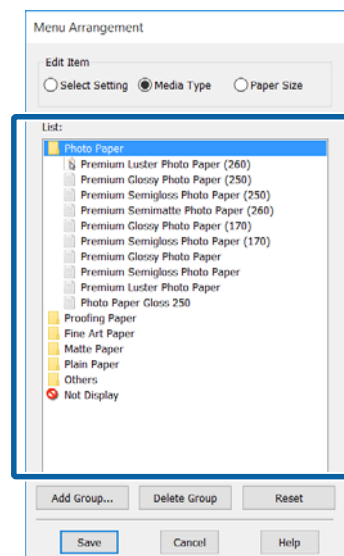 Menu Arrangement
Edit Item
Select Setting Media Type Paper Size
List:
Photo Paper
Premium Luster Photo Paper (260)
Premium Glossy Photo Paper (250)
Premium Semigloss Photo Paper (250)
Premium Semimatte Photo Paper (260)
Premium Glossy Photo Paper (170)
Premium Semigloss Photo Paper (170)
Premium Glossy Photo Paper
Premium Semigloss Photo Paper
Premium Luster Photo Paper
Photo Paper Gloss 250
Proofing Paper
Fine Art Paper
Matte Paper
Plain Paper
Others
Not Display
Add Group... Delete Group Reset
Save Cancel Help